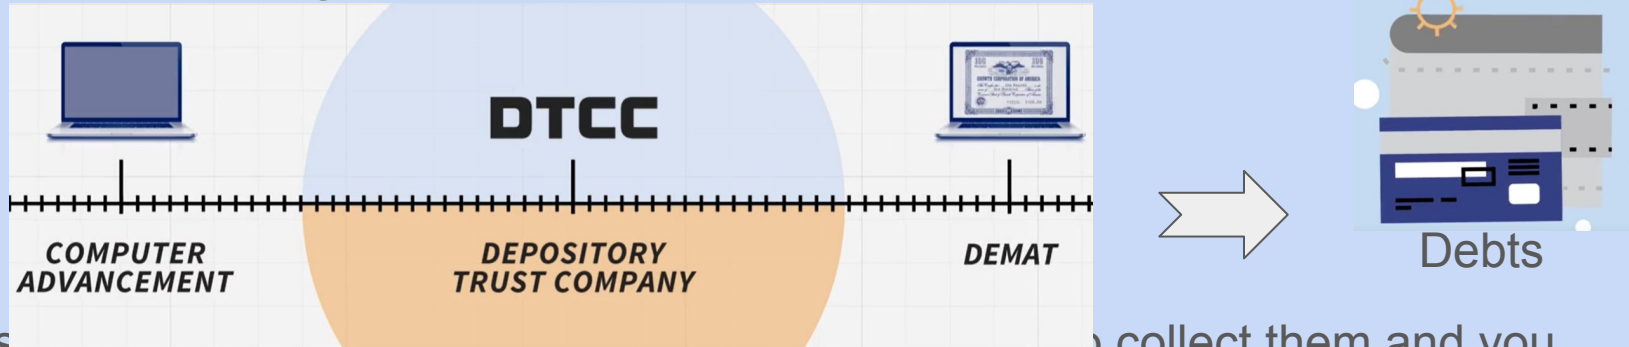 DTCC
COMPUTER
ADVANCEMENT
DEPOSITORY
TRUST COMPANY
DEMAT
Debts
collect them and you